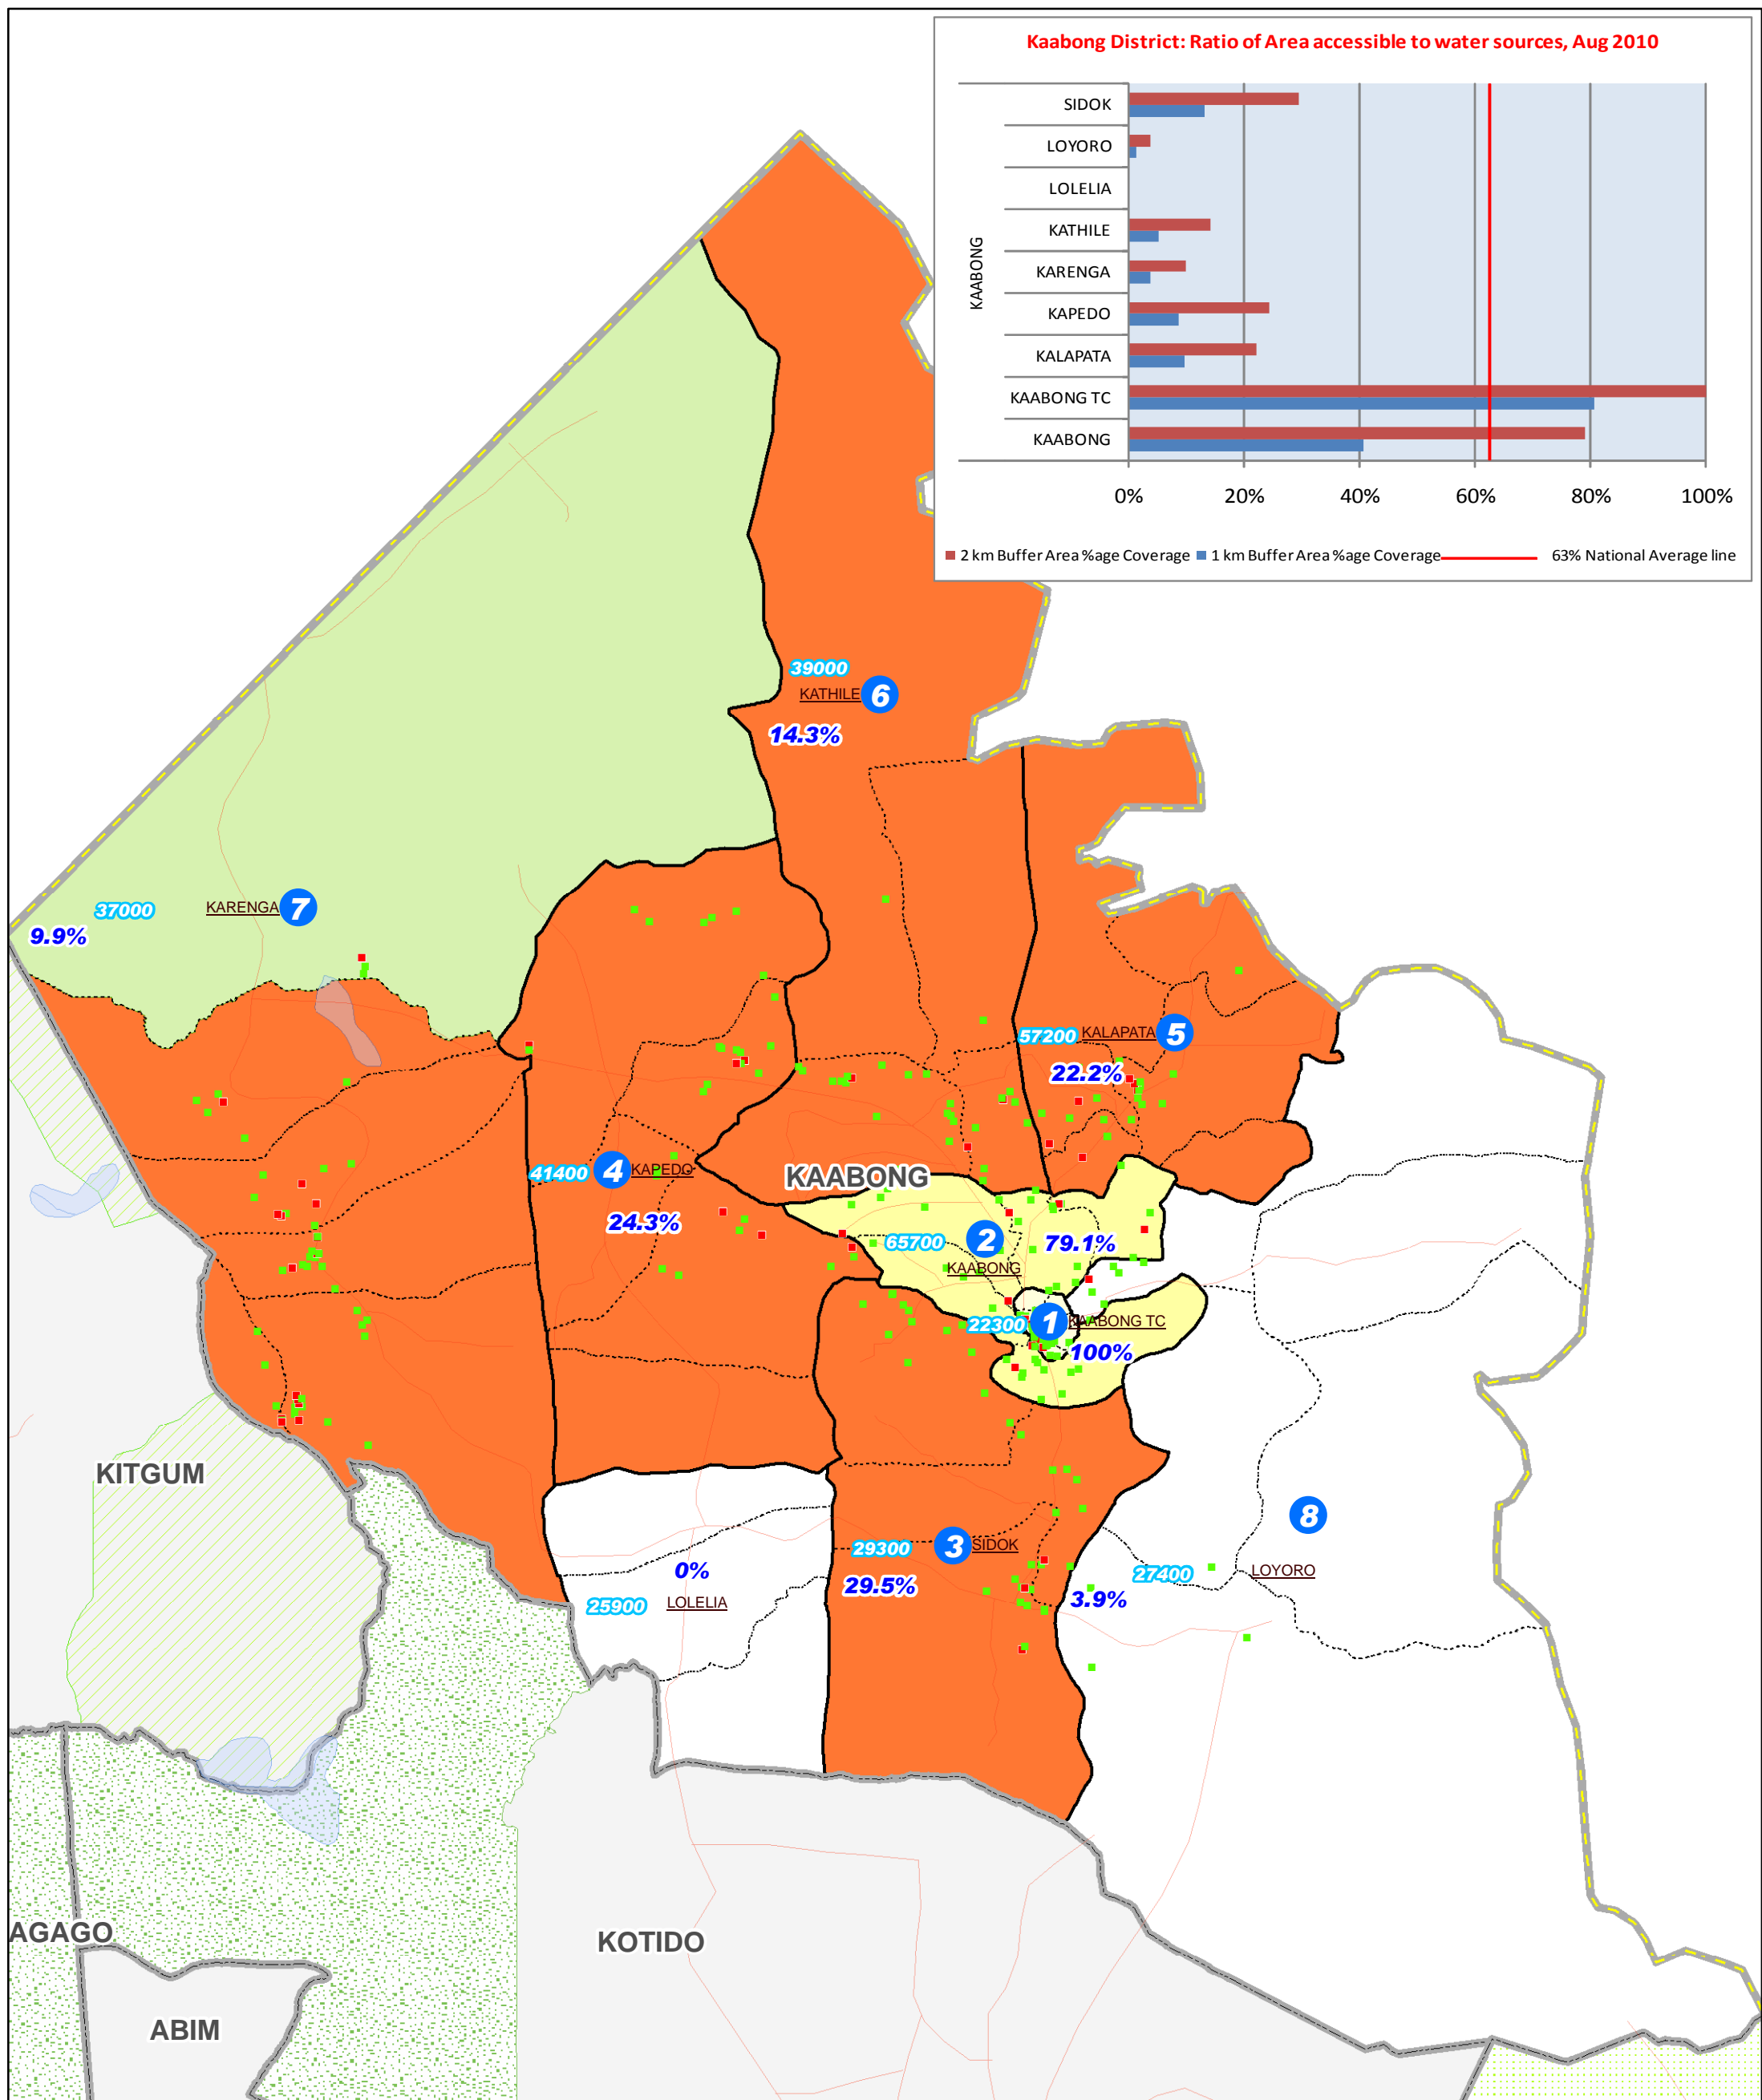 Kaabong District: Ratio of Area accessible to water sources, Aug 2010
KAABONG
SIDOK
LOYORO
LOLELIA
KATHILE
KARENGA
KAPEDO
KALAPATA
KAABONG TC
KAABONG
0% 20% 40% 60% 80% 100%
2 km Buffer Area %age Coverage 1 km Buffer Area %age Coverage 63% National Average line
39000
KATHILE 6
14.3%
37000 KARENGA 7
9.9%
57200 KALAPATA 5
22.2%
41400 4 KAPEDO
KAABONG
24.3%
65700 2 79.1%
KAABONG
22300 1 KAABONG TC
100%
KITGUM
8
29300 3 SIDOK
0% 29.5% 27400 LOYORO
25900 LOLELIA 3.9%
AGAGO
KOTIDO
ABIM